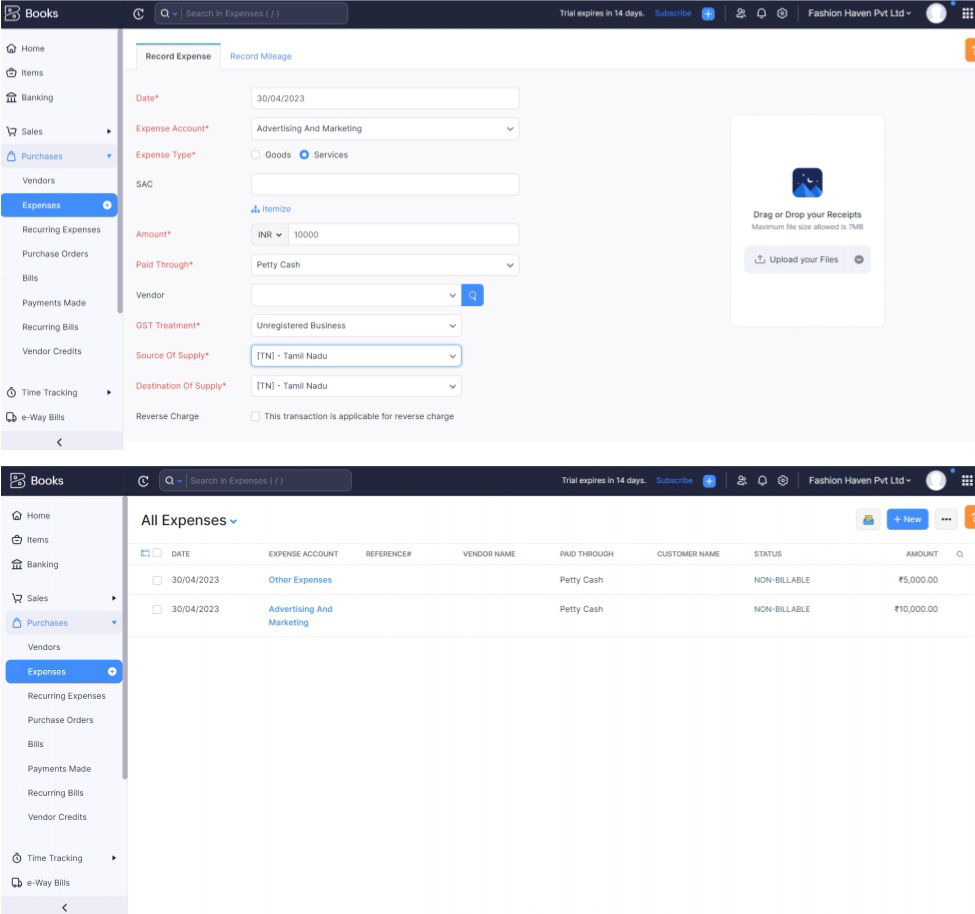 Books
Search in Expenses ( / )
Trial expires in 14 days. Subscribe
Fashion Haven Pvt Ltd
Home
Items
Banking
Sales
Purchases
Vendors
Expenses
Recurring Expenses
Purchase Orders
Bills
Payments Made
Recurring Bills
Vendor Credits
Time Tracking
e-Way Bills
Record Expense Record Mileage
Date* 30/04/2023
Expense Account* Advertising And Marketing
Expense Type* Goods Services
SAC
Itemize
Amount* INR 10000
Paid Through* Petty Cash
Vendor
GST Treatment* Unregistered Business
Source Of Supply* [TN] - Tamil Nadu
Destination Of Supply* [TN] - Tamil Nadu
Reverse Charge This transaction is applicable for reverse charge
Drag or Drop your Receipts
Maximum file size allowed is 7MB
Upload your Files
?
Books
Search in Expenses ( / )
Trial expires in 14 days. Subscribe
Fashion Haven Pvt Ltd
Home
Items
Banking
Sales
Purchases
Vendors
Expenses
Recurring Expenses
Purchase Orders
Bills
Payments Made
Recurring Bills
Vendor Credits
Time Tracking
e-Way Bills
All Expenses
+ New
?
DATE EXPENSE ACCOUNT REFERENCE# VENDOR NAME PAID THROUGH CUSTOMER NAME STATUS AMOUNT
30/04/2023 Other Expenses Petty Cash NON-BILLABLE ₹5,000.00
30/04/2023 Advertising And Petty Cash NON-BILLABLE ₹10,000.00
Marketing